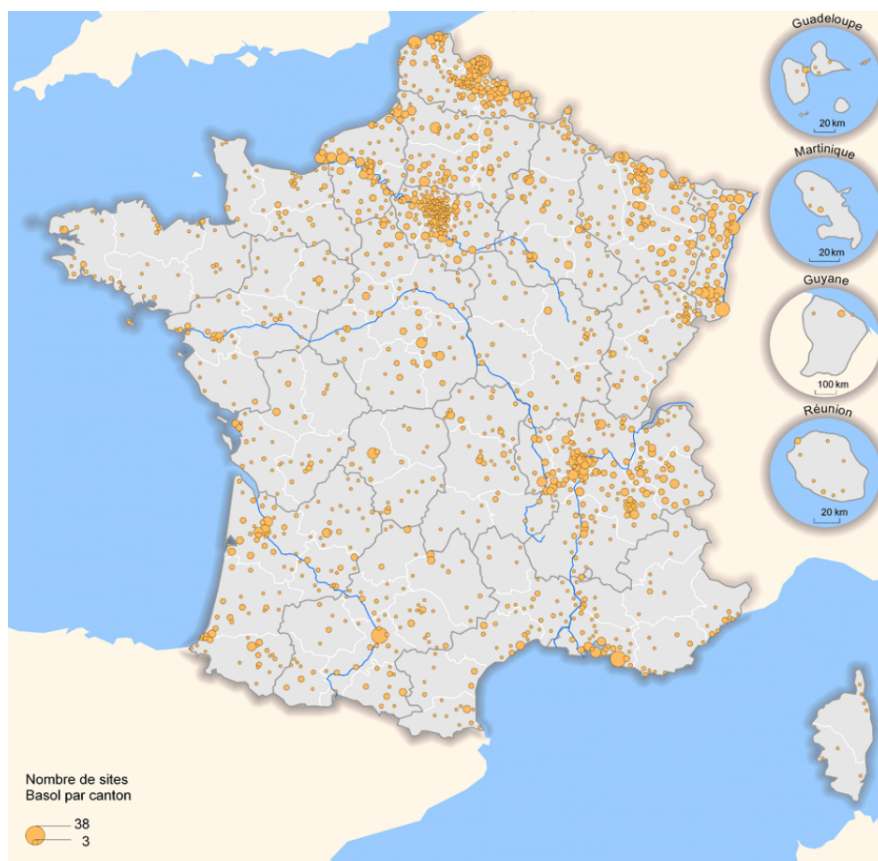 Guadeloupe
20 km
Martinique
20 km
Guyane
100 km
Réunion
20 km
Nombre de sites
Basol par canton
38
3